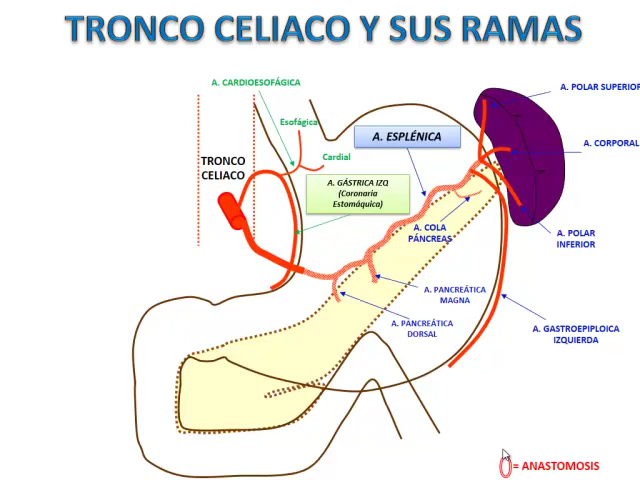 TRONCO CELIACO Y SUS RAMAS
A. CARDIOESOFÁGICA
A. POLAR SUPERIOR
Esofágica
A. ESPLÉNICA
A. CORPORAL
TRONCO
CELIACO
Cardial
A. GÁSTRICA IZQ
(Coronaria
Estomáquica)
A. COLA
PÁNCREAS
A. POLAR
INFERIOR
A. PANCREÁTICA
MAGNA
A. PANCREÁTICA
DORSAL
A. GASTROEPIPLOICA
IZQUIERDA
= ANASTOMOSIS